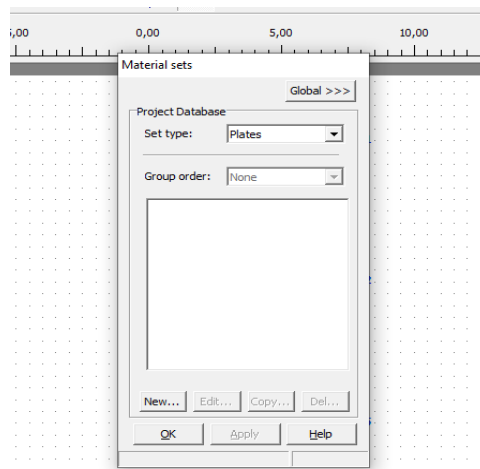 5,00 0,00 5,00 10,00
Material sets
Global >>>
Project Database
Set type: Plates
Group order: None
New... Edit... Copy... Del...
OK Apply Help